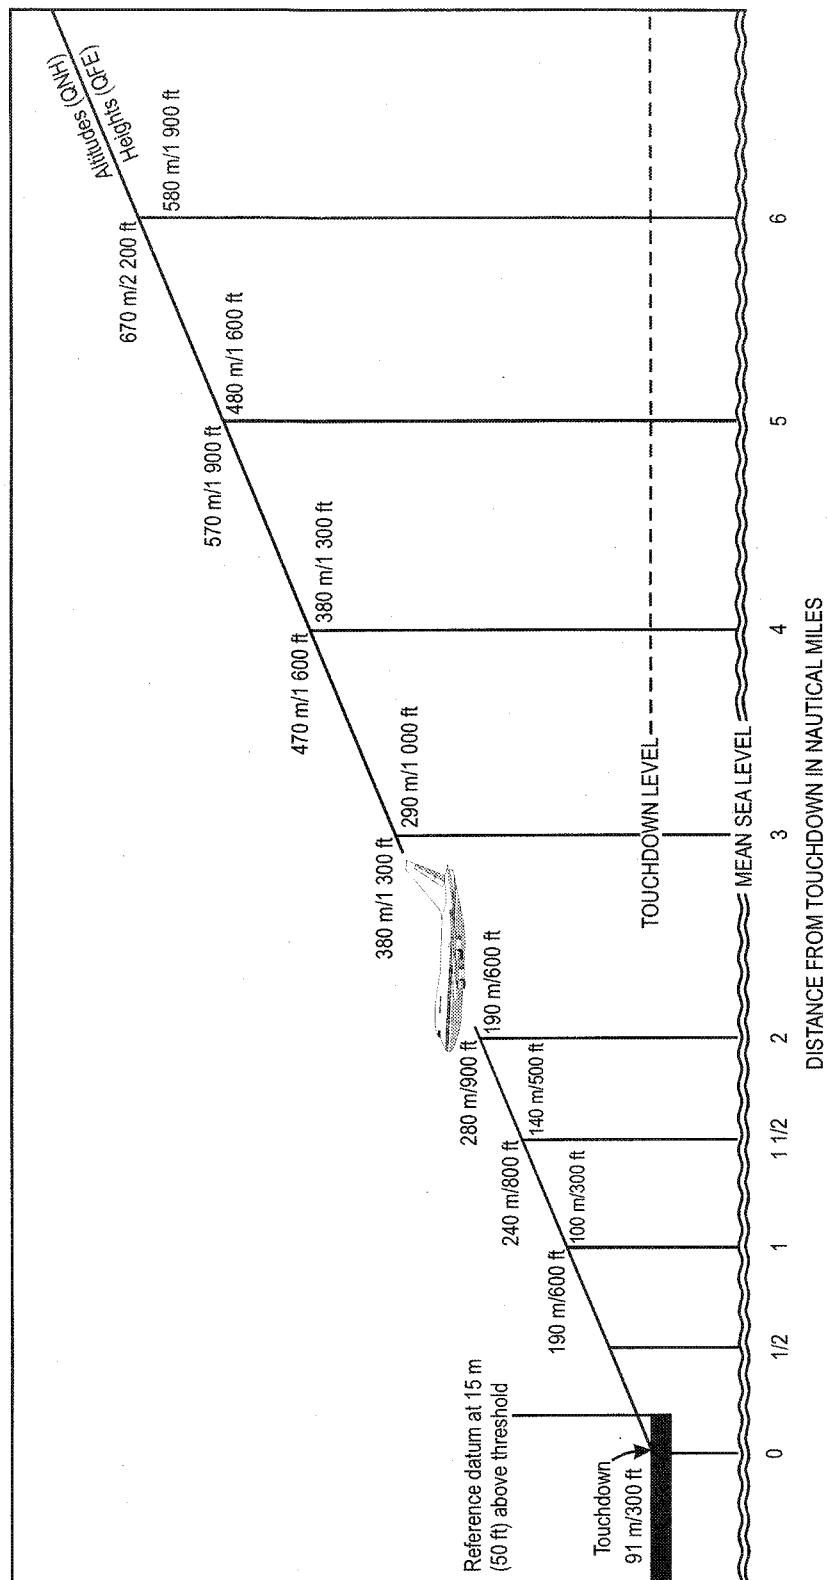 Altitudes (QNH)
Heights (QFE)
670 m/2 200 ft
580 m/1 900 ft
570 m/1 900 ft
480 m/1 600 ft
470 m/1 600 ft
380 m/1 300 ft
380 m/1 300 ft
290 m/1 000 ft
280 m/900 ft
190 m/600 ft
240 m/800 ft
140 m/500 ft
190 m/600 ft
100 m/300 ft
Reference datum at 15 m
(50 ft) above threshold
Touchdown
91 m/300 ft
TOUCHDOWN LEVEL
MEAN SEA LEVEL
0
1/2
1
1 1/2
2
3
4
5
6
DISTANCE FROM TOUCHDOWN IN NAUTICAL MILES